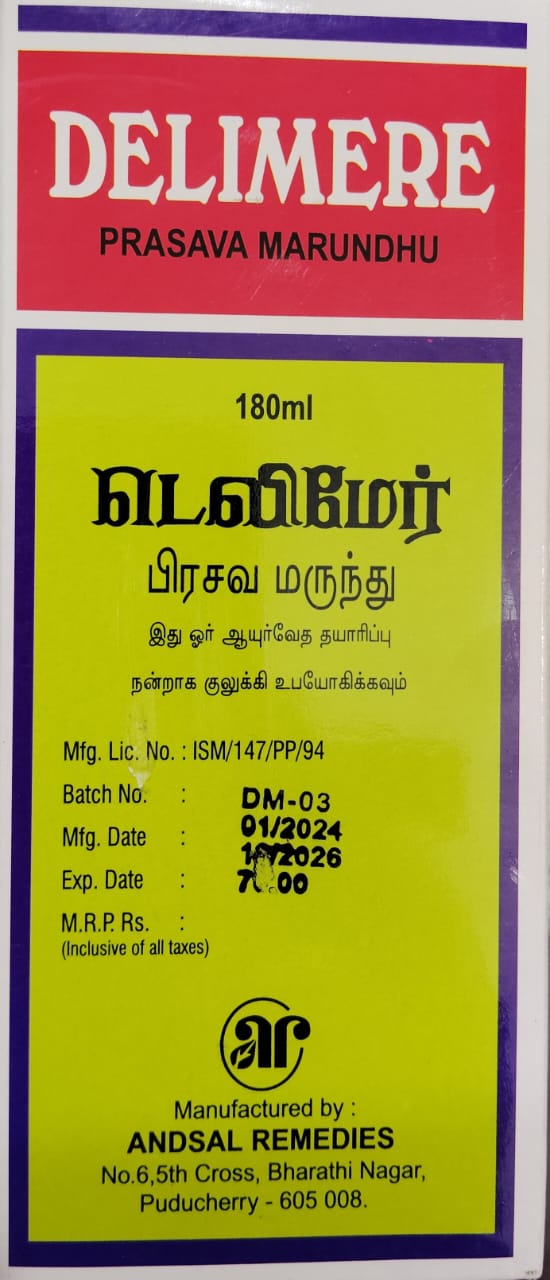 DELIMERE
PRASAVA MARUNDHU
180ml
டெலிமேர்
பிரசவ மருந்து
இது ஓர் ஆயுர்வேத தயாரிப்பு
நன்றாக குலுக்கி உபயோகிக்கவும்
Mfg. Lic. No. : ISM/147/PP/94
Batch No. : DM-03
Mfg. Date : 01/2024
Exp. Date :
M.R.P. Rs. :
(Inclusive of all taxes)
ar
Manufactured by :
ANDSAL REMEDIES
No.6,5th Cross, Bharathi Nagar,
Puducherry - 605 008.